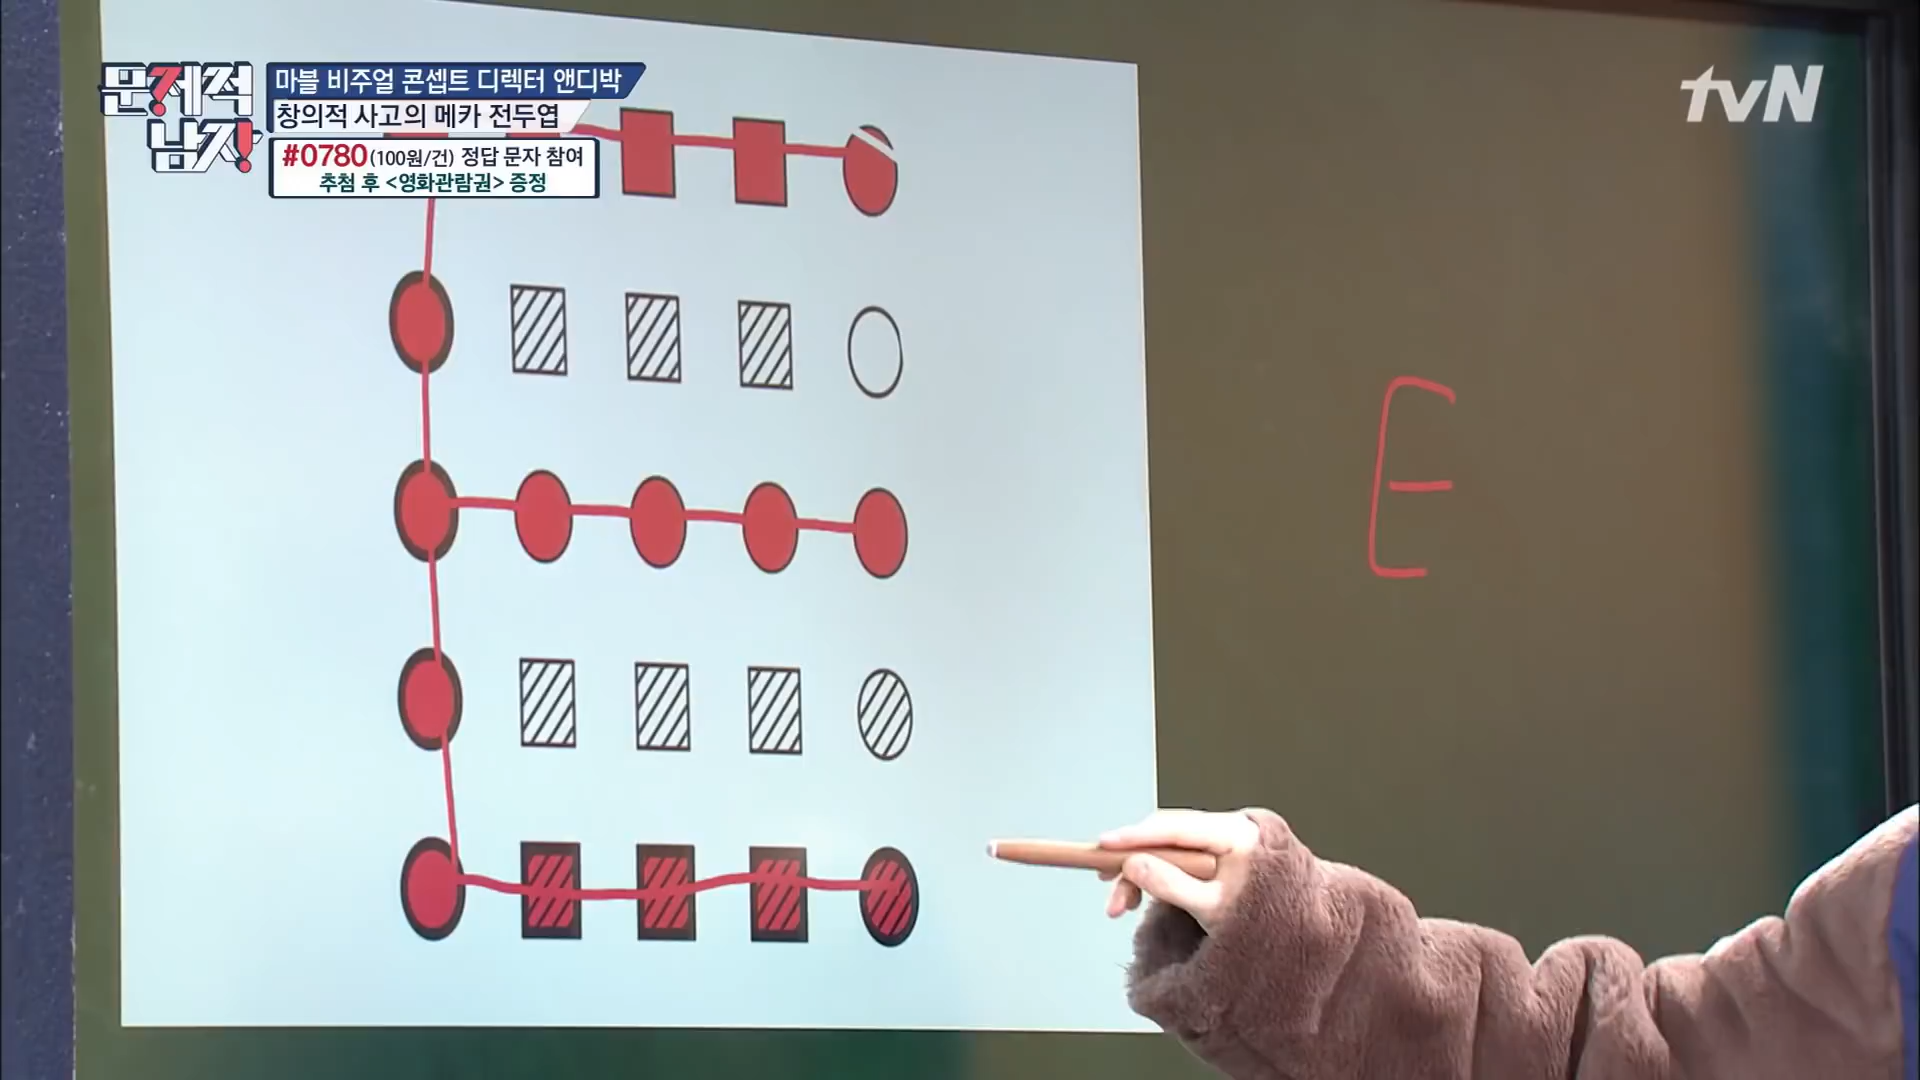 문제적
남자
마블 비주얼 콘셉트 디렉터 앤디박
창의적 사고의 메카 전두엽
#0780(100원/건) 정답 문자 참여
추첨 후 <영화관람권> 증정
tvN
E